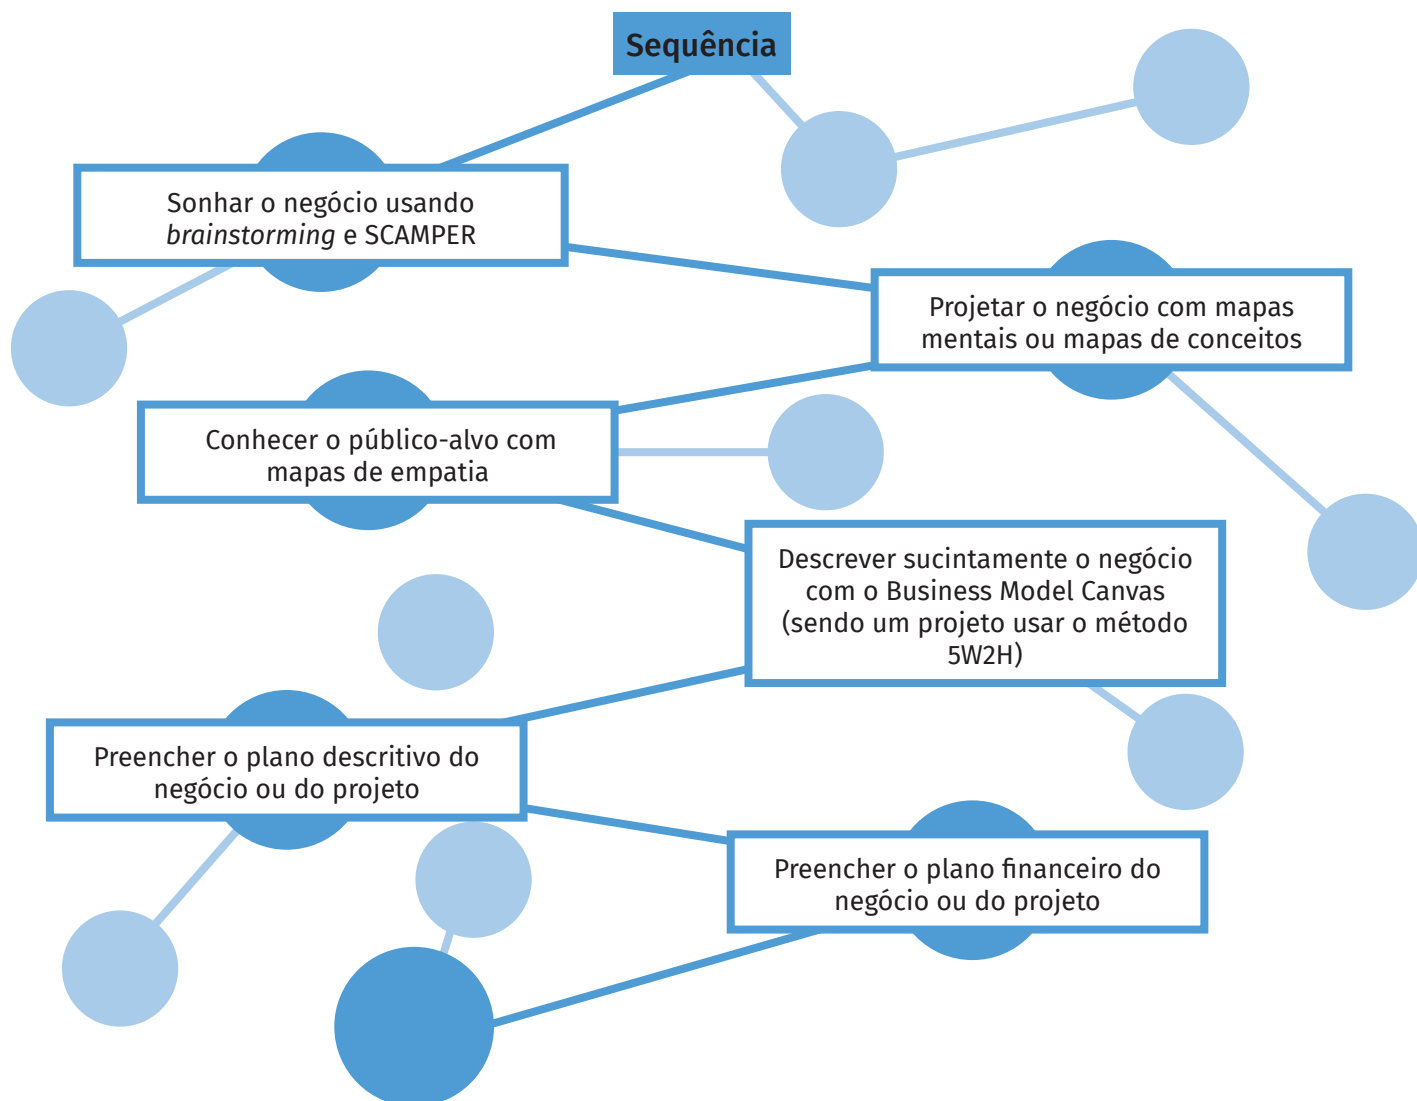 Sequência
Sonhar o negócio usando
brainstorming e SCAMPER
Projetar o negócio com mapas
mentais ou mapas de conceitos
Conhecer o público-alvo com
mapas de empatia
Descrever sucintamente o negócio
com o Business Model Canvas
(sendo um projeto usar o método
5W2H)
Preencher o plano descritivo do
negócio ou do projeto
Preencher o plano financeiro do
negócio ou do projeto